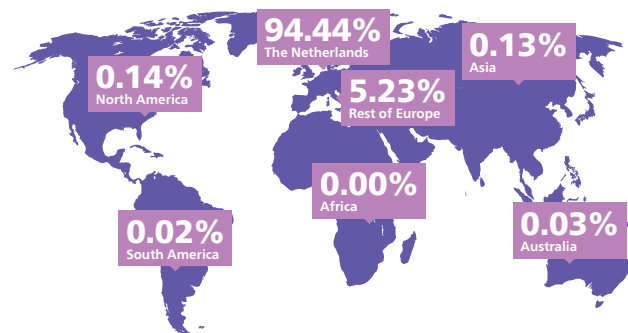 94.44%
The Netherlands
0.13%
Asia
0.14%
North America
5.23%
Rest of Europe
0.00%
Africa
0.02%
South America
0.03%
Australia